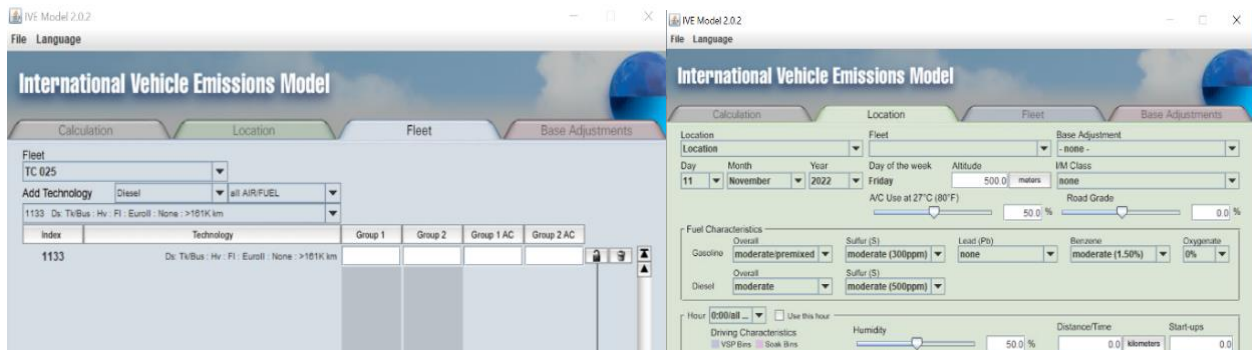 IVE Model 2.0.2
File Language
International Vehicle Emissions Model
Calculation Location Fleet Base Adjustments
Fleet
TC 025
Add Technology Diesel all AIR/FUEL
1133 Ds: Tk/Bus : Hv : FI : EuroII : None : >161K km
Index Technology Group 1 Group 2 Group 1 AC Group 2 AC
1133 Ds: Tk/Bus : Hv : FI : EuroII : None : >161K km
IVE Model 2.0.2
File Language
International Vehicle Emissions Model
Calculation Location Fleet Base Adjustments
Location Fleet Base Adjustment
Location - none -
Day Month Year Day of the week Altitude I/M Class
11 November 2022 Friday 500.0 meters none
A/C Use at 27°C (80°F) Road Grade
50.0 % 0.0 %
Fuel Characteristics
Overall Sulfur (S) Lead (Pb) Benzene Oxygenate
Gasoline moderate/premixed moderate (300ppm) none moderate (1.50%) 0%
Overall Sulfur (S)
Diesel moderate moderate (500ppm)
Hour 0:00/all ... Use this hour
Driving Characteristics Humidity Distance/Time Start-ups
VSP Bins Soak Bins 50.0 % 0.0 kilometers 0.0